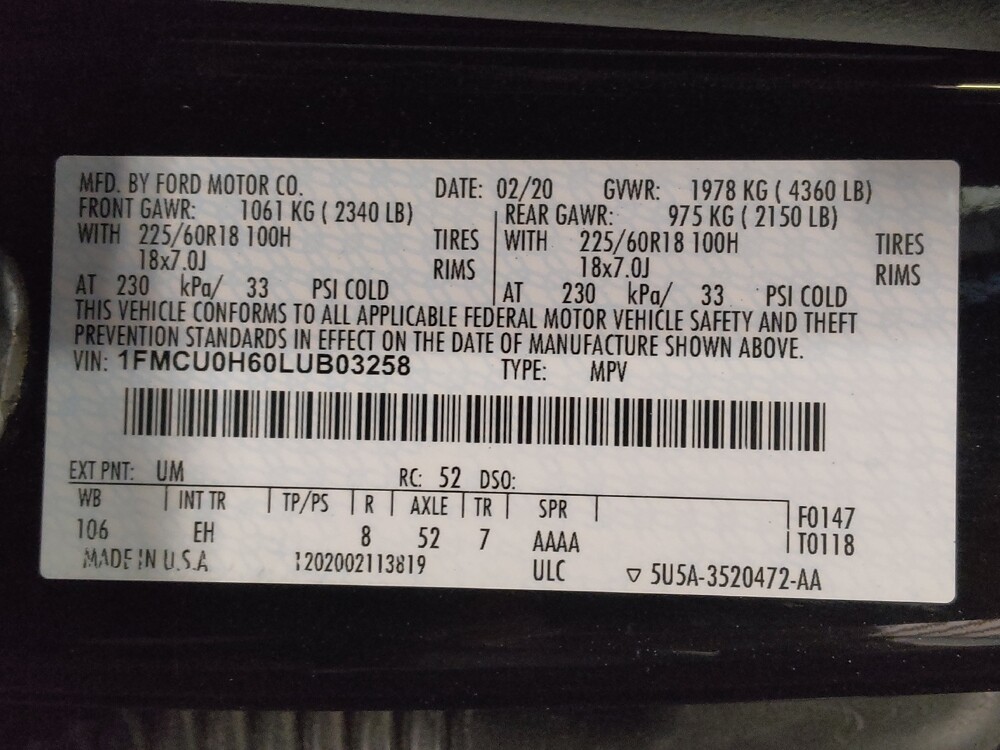 MFD. BY FORD MOTOR CO. DATE: 02/20 GVWR: 1978 KG ( 4360 LB)
FRONT GAWR: 1061 KG ( 2340 LB) REAR GAWR: 975 KG ( 2150 LB)
WITH 225/60R18 100H TIRES WITH 225/60R18 100H TIRES
18x7.0J RIMS 18x7.0J RIMS
AT 230 kPa/ 33 PSI COLD AT 230 kPa/ 33 PSI COLD
THIS VEHICLE CONFORMS TO ALL APPLICABLE FEDERAL MOTOR VEHICLE SAFETY AND THEFT
PREVENTION STANDARDS IN EFFECT ON THE DATE OF MANUFACTURE SHOWN ABOVE.
VIN: 1FMCU0H60LUB03258 TYPE: MPV
EXT PNT: UM RC: 52 DSO:
WB INT TR TP/PS R AXLE TR SPR F0147
106 EH 8 52 7 AAAA T0118
MADE IN U.S.A 1202002113819 ULC ▽ 5U5A-3520472-AA